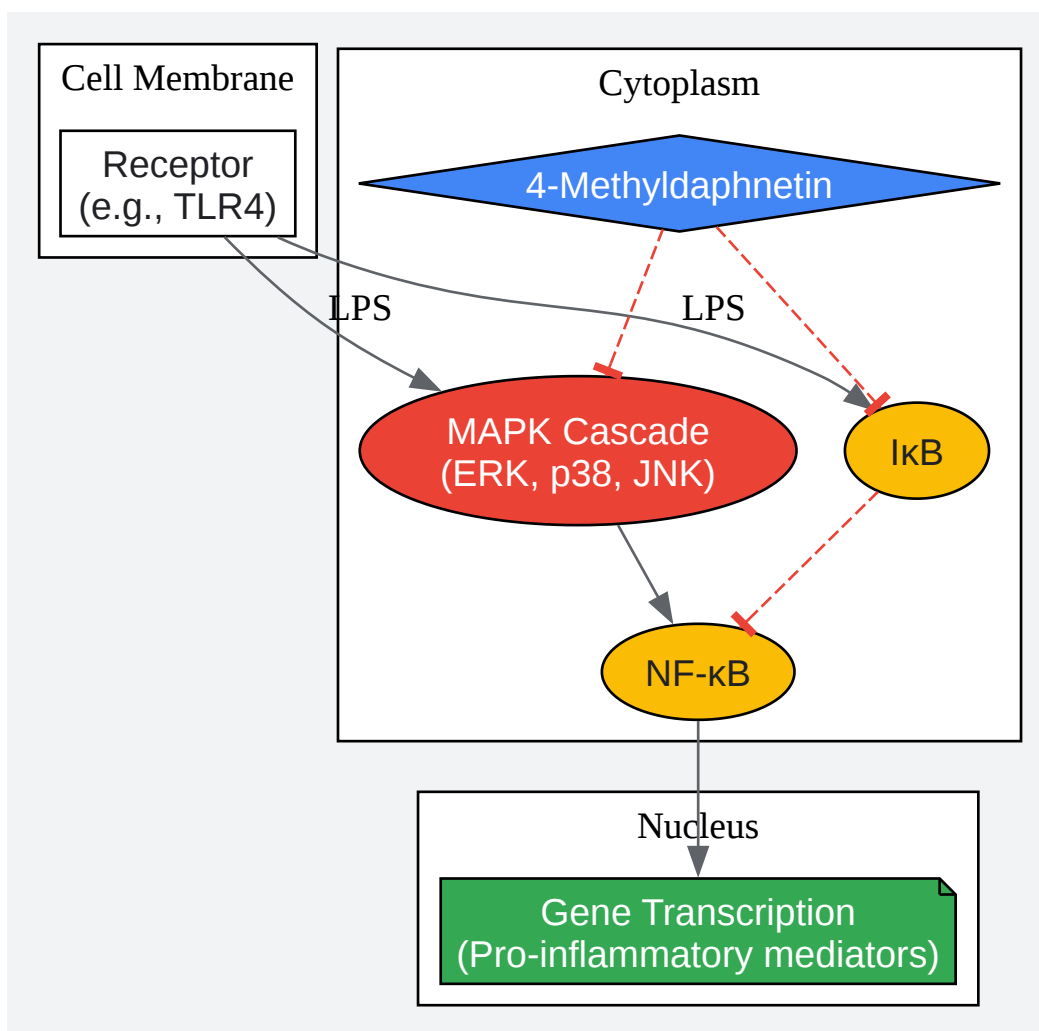 Cell Membrane
Receptor
(e.g., TLR4)
Cytoplasm
4-Methyldaphnetin
LPS
LPS
MAPK Cascade
(ERK, p38, JNK)
IκB
NF-κB
Nucleus
Gene Transcription
(Pro-inflammatory mediators)